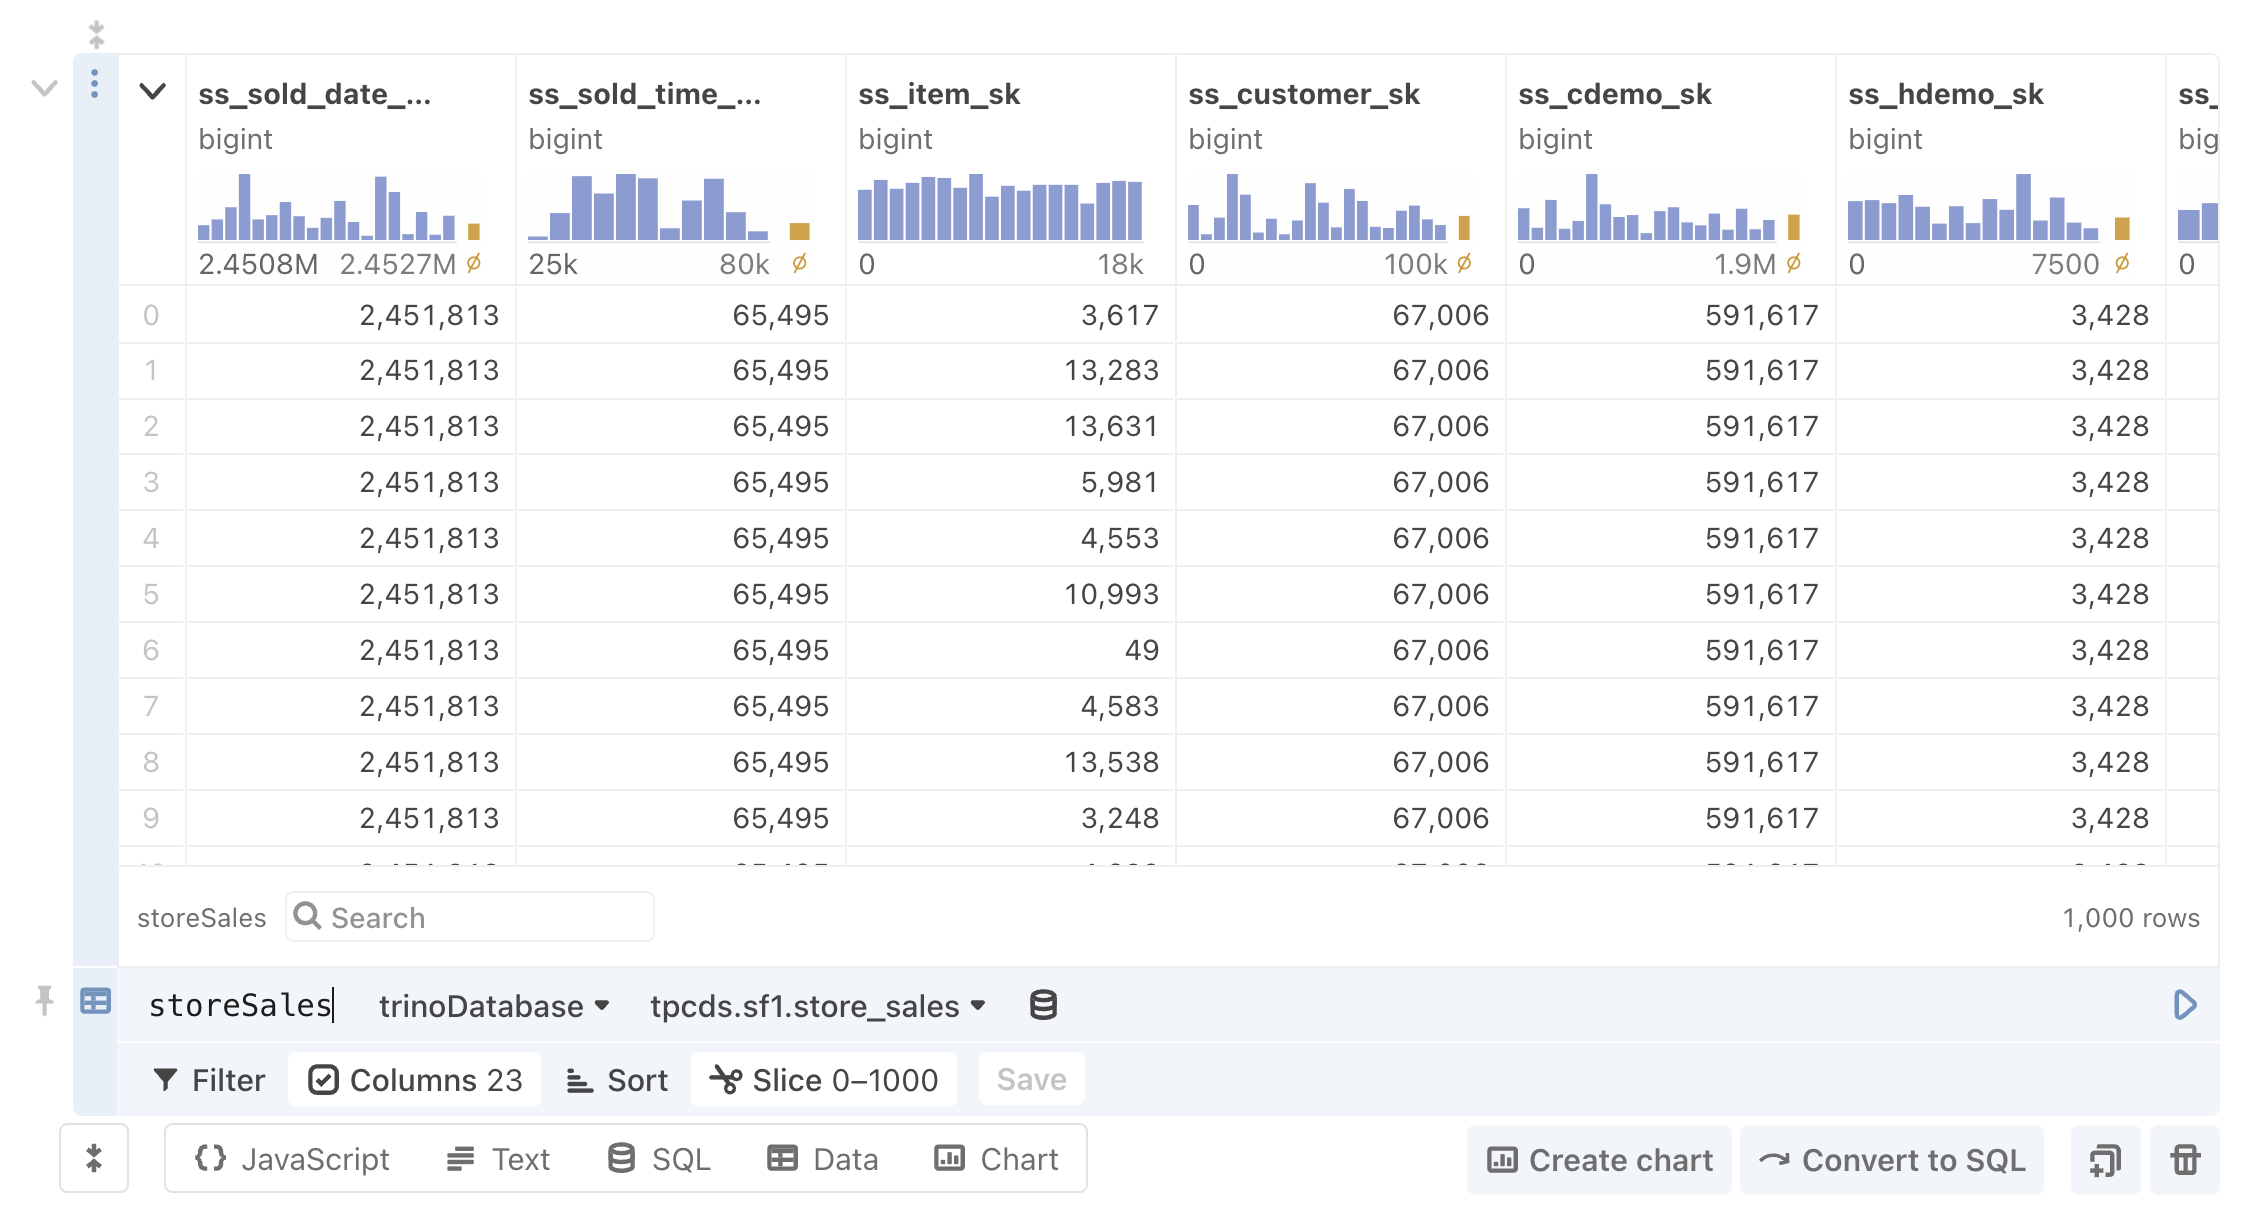 ss_sold_date_... ss_sold_time_... ss_item_sk ss_customer_sk ss_cdemo_sk ss_hdemo_sk ss_
bigint bigint bigint bigint bigint bigint big
2.4508M 2.4527M ∅ 25k 80k ∅ 0 18k 0 100k ∅ 0 1.9M ∅ 0 7500 ∅ 0
0 2,451,813 65,495 3,617 67,006 591,617 3,428
1 2,451,813 65,495 13,283 67,006 591,617 3,428
2 2,451,813 65,495 13,631 67,006 591,617 3,428
3 2,451,813 65,495 5,981 67,006 591,617 3,428
4 2,451,813 65,495 4,553 67,006 591,617 3,428
5 2,451,813 65,495 10,993 67,006 591,617 3,428
6 2,451,813 65,495 49 67,006 591,617 3,428
7 2,451,813 65,495 4,583 67,006 591,617 3,428
8 2,451,813 65,495 13,538 67,006 591,617 3,428
9 2,451,813 65,495 3,248 67,006 591,617 3,428
storeSales Search 1,000 rows
storeSales trinoDatabase tpcds.sf1.store_sales
Filter Columns 23 Sort Slice 0–1000 Save
JavaScript Text SQL Data Chart Create chart Convert to SQL